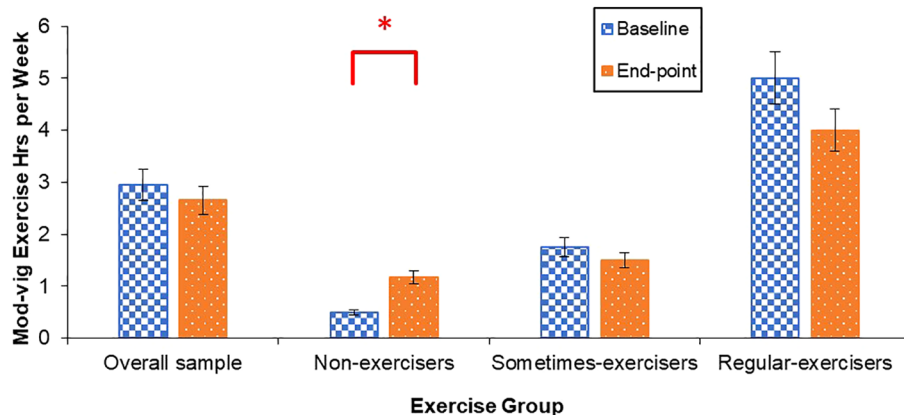 *
Baseline
End-point
Mod-vig Exercise Hrs per Week
6
5
4
3
2
1
0
Overall sample
Non-exercisers
Sometimes-exercisers
Regular-exercisers
Exercise Group